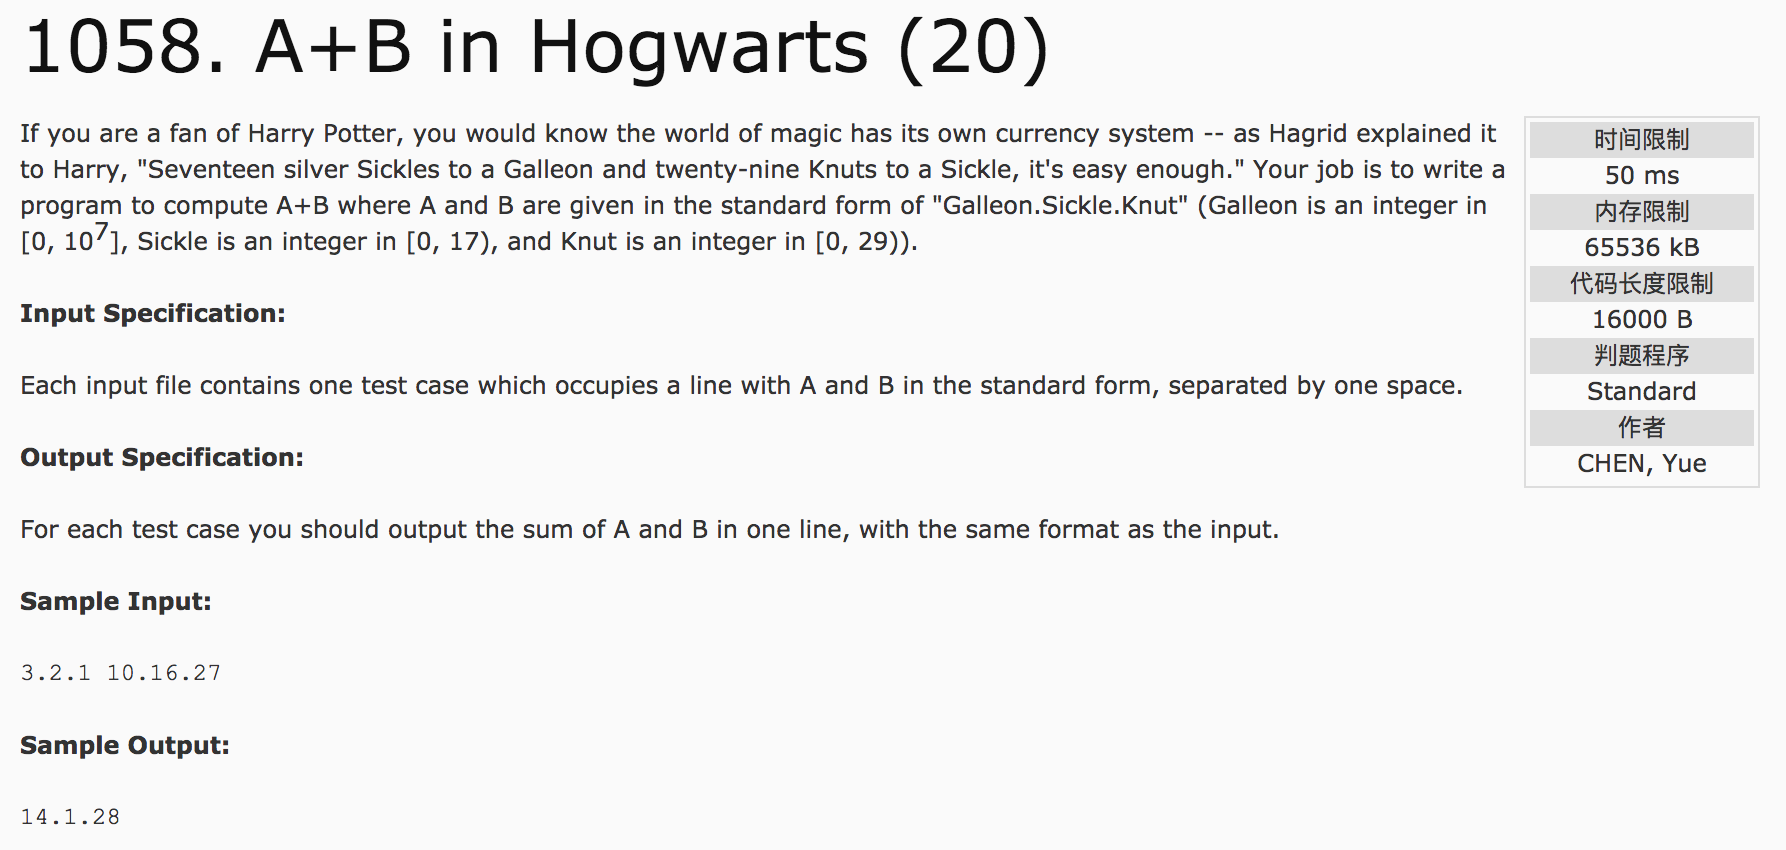 1058. A+B in Hogwarts (20)
If you are a fan of Harry Potter, you would know the world of magic has its own currency system -- as Hagrid explained it
to Harry, "Seventeen silver Sickles to a Galleon and twenty-nine Knuts to a Sickle, it's easy enough." Your job is to write a
program to compute A+B where A and B are given in the standard form of "Galleon.Sickle.Knut" (Galleon is an integer in
[0, 10⁷], Sickle is an integer in [0, 17), and Knut is an integer in [0, 29)).
时间限制
50 ms
内存限制
65536 kB
代码长度限制
16000 B
判题程序
Standard
作者
CHEN, Yue
Input Specification:
Each input file contains one test case which occupies a line with A and B in the standard form, separated by one space.
Output Specification:
For each test case you should output the sum of A and B in one line, with the same format as the input.
Sample Input:
3.2.1 10.16.27
Sample Output:
14.1.28